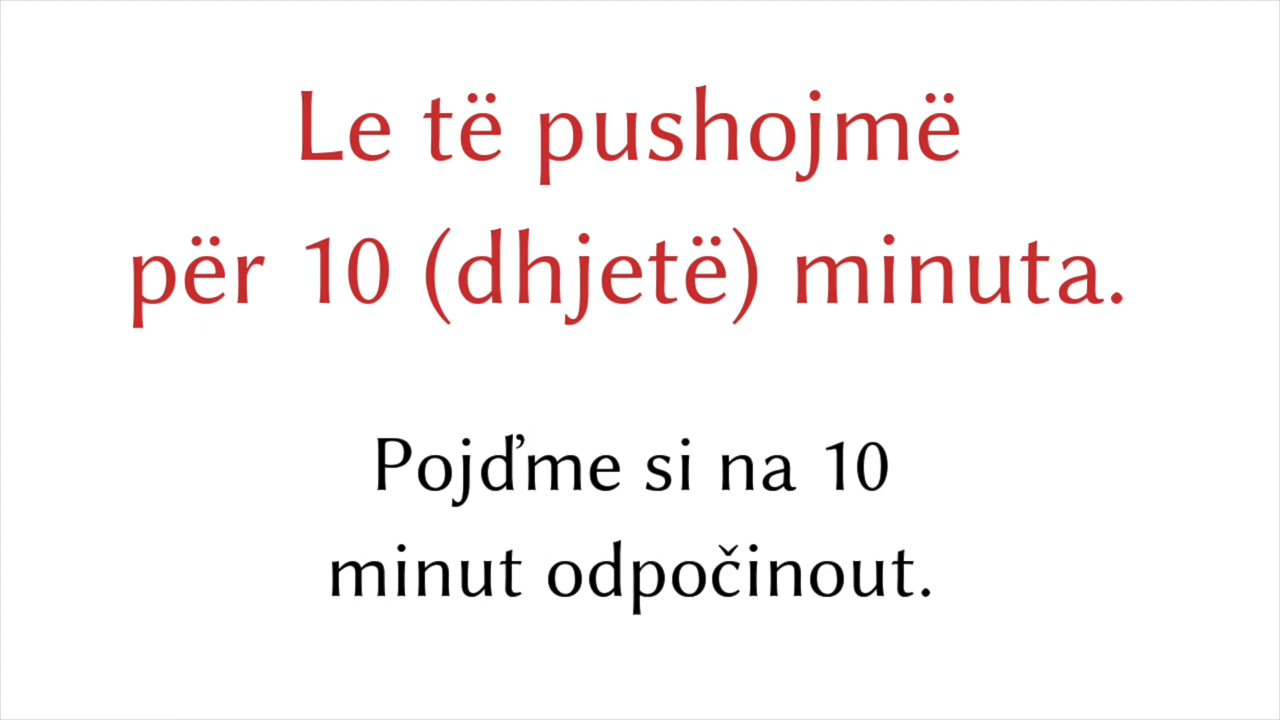 Le të pushojmë
për 10 (dhjetë) minuta.
Pojďme si na 10
minut odpočinout.